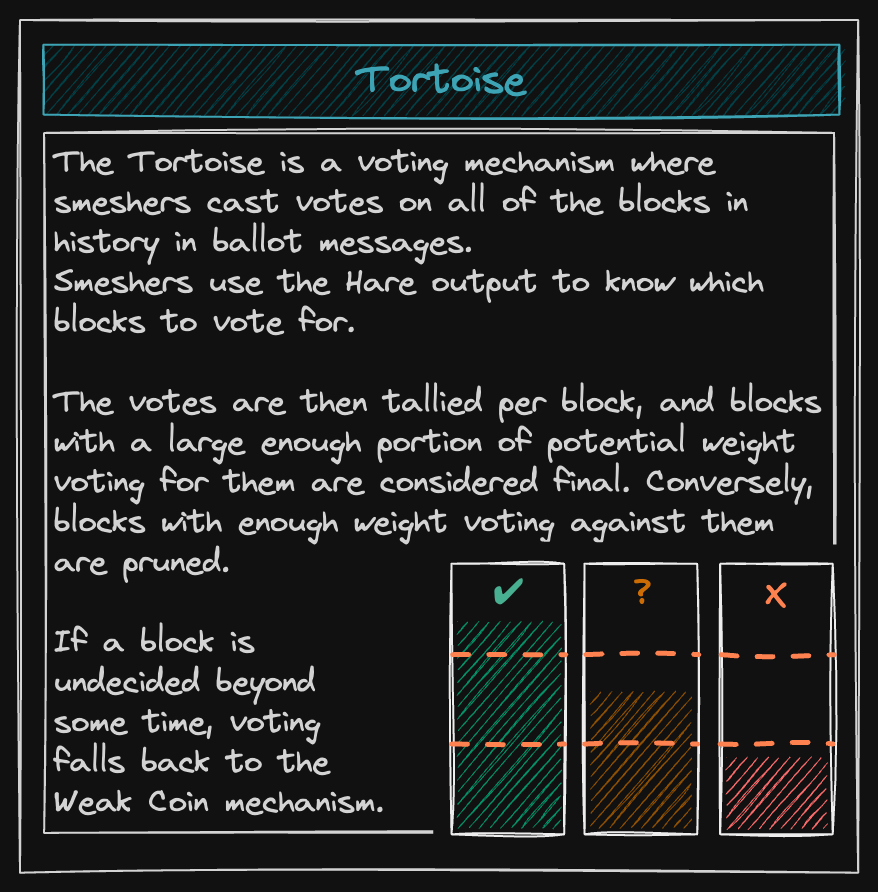 Tortoise
The Tortoise is a voting mechanism where
smeshers cast votes on all of the blocks in
history in ballot messages.
Smeshers use the Hare output to know which
blocks to vote for.
The votes are then tallied per block, and blocks
with a large enough portion of potential weight
voting for them are considered final. Conversely,
blocks with enough weight voting against them
are pruned.
✔ ? x
If a block is
undecided beyond
some time, voting
falls back to the
Weak Coin mechanism.